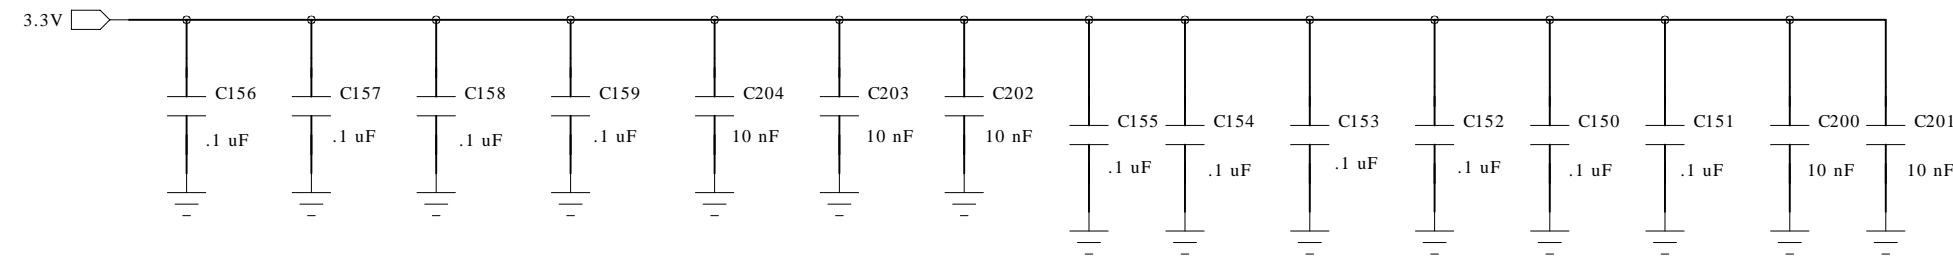 3.3V
C156
C157
C158
C159
C204
C203
C202
C155
C154
C153
C152
C150
C151
C200
C201
.1 uF
.1 uF
.1 uF
.1 uF
10 nF
10 nF
10 nF
.1 uF
.1 uF
.1 uF
.1 uF
.1 uF
.1 uF
10 nF
10 nF